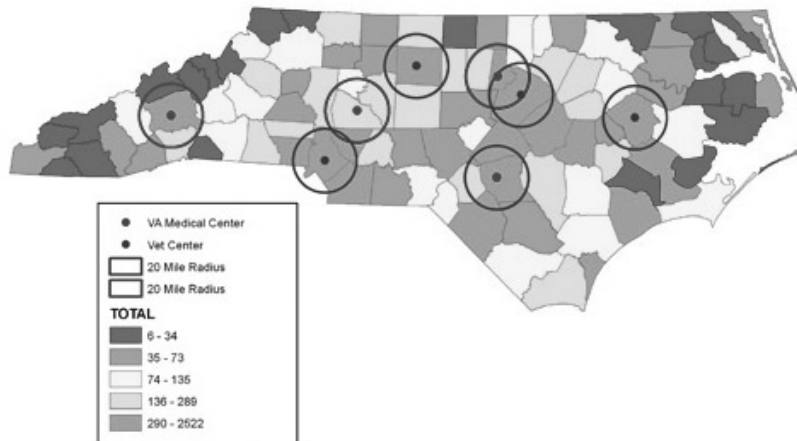 VA Medical Center
Vet Center
20 Mile Radius
20 Mile Radius
TOTAL
6 - 34
35 - 73
74 - 135
136 - 289
290 - 2522